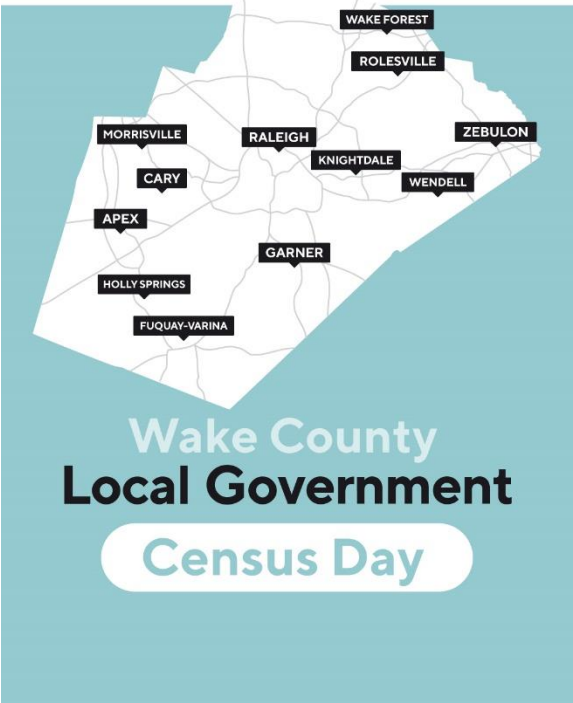 WAKE FOREST
ROLESVILLE
MORRISVILLE
RALEIGH
ZEBULON
KNIGHTDALE
CARY
WENDELL
APEX
GARNER
HOLLY SPRINGS
FUQUAY-VARINA
Wake County
Local Government
Census Day